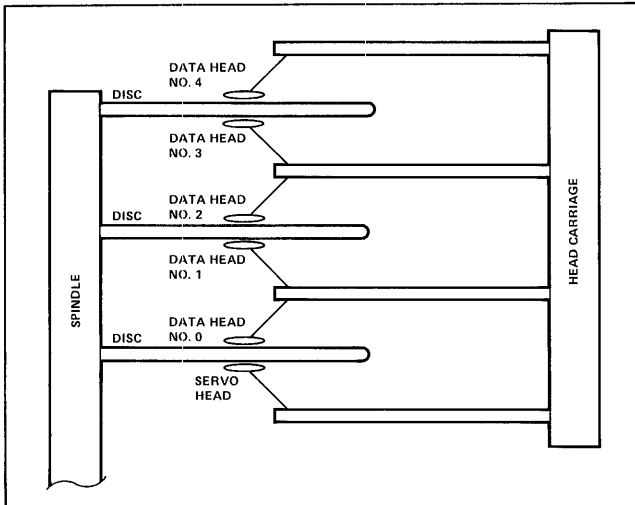 DATA HEAD
NO. 4
DISC
DATA HEAD
NO. 3
DATA HEAD
NO. 2
DISC
DATA HEAD
NO. 1
DATA HEAD
NO. 0
DISC
SERVO
HEAD
SPINDLE
HEAD CARRIAGE